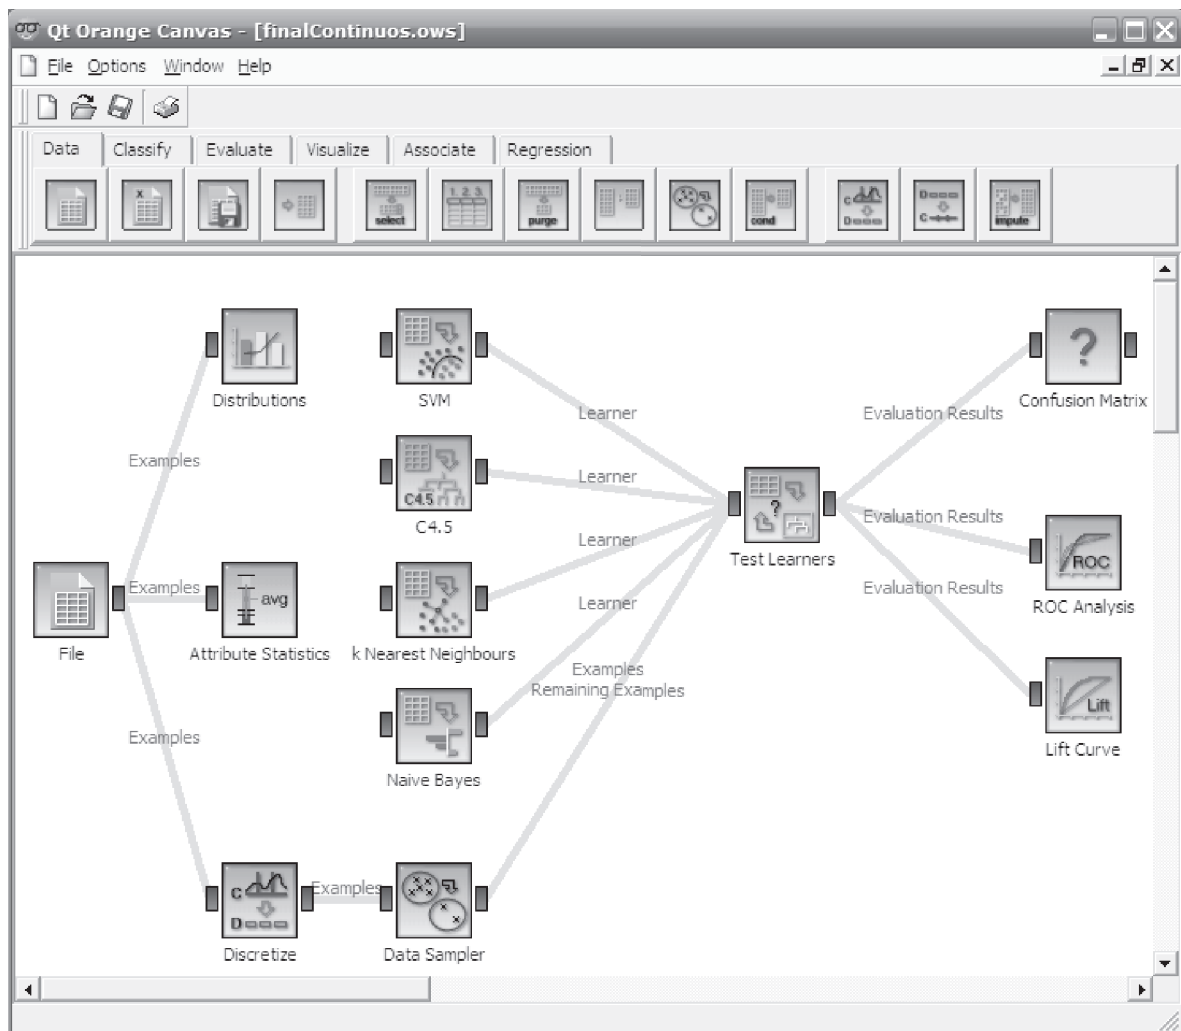 Qt Orange Canvas - [finalContinuos.ows]
File Options Window Help
Data Classify Evaluate Visualize Associate Regression
x
select
1. 2. 3.
purge
cond
C
D
D
C
impute
Distributions
SVM
Confusion Matrix
?
Learner
Evaluation Results
Examples
Learner
C4.5
C4.5
?
Test Learners
Evaluation Results
ROC
ROC Analysis
Learner
Examples
avg
File
Attribute Statistics
k Nearest Neighbours
Learner
Evaluation Results
Examples
Remaining Examples
Lift
Lift Curve
Examples
Naive Bayes
C
D
Examples
Discretize
Data Sampler